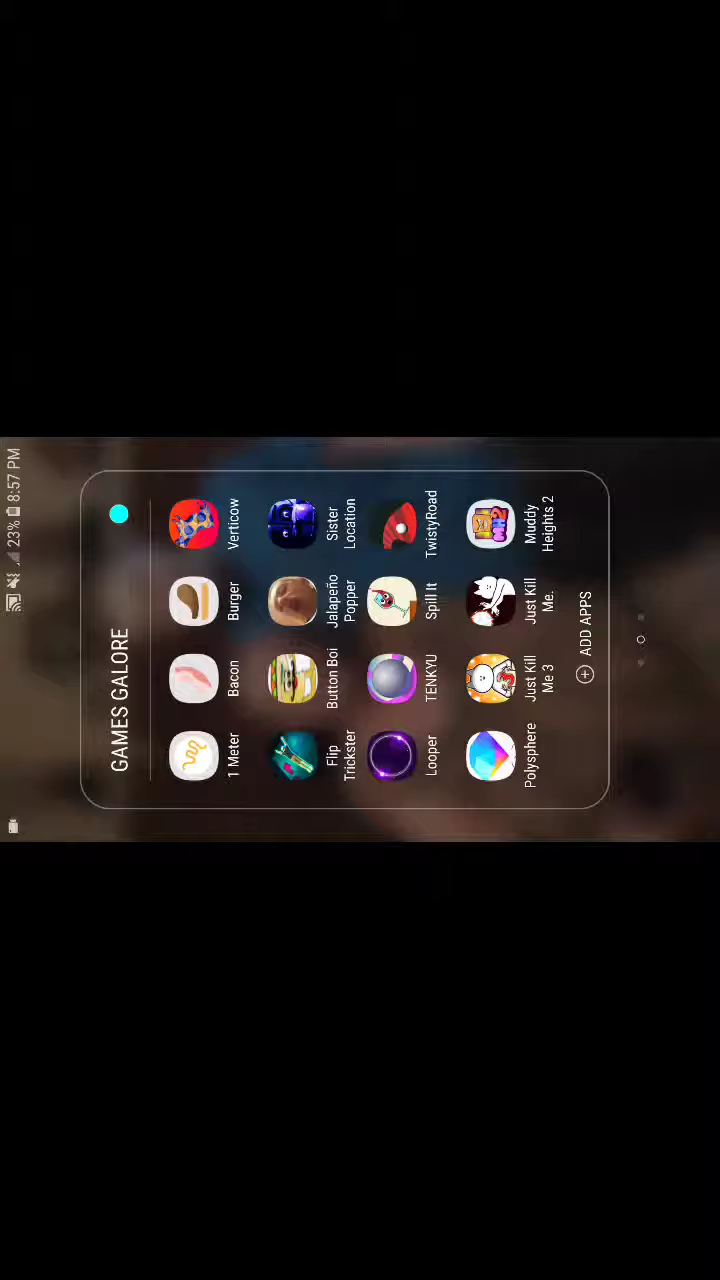 23% 8:57 PM
GAMES GALORE
1 Meter
Bacon
Burger
Verticow
Flip
Trickster
Button Boi
Jalapeño
Popper
Sister
Location
Looper
TENKYU
Spill It
TwistyRoad
Polysphere
Just Kill
Me 3
Just Kill
Me.
Muddy
Heights 2
ADD APPS